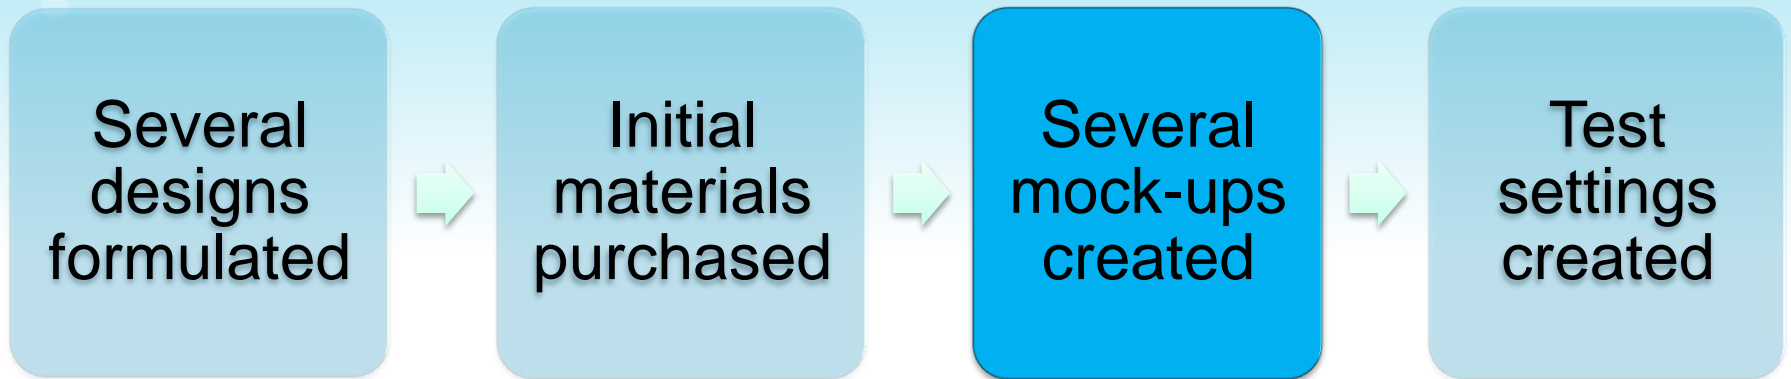 Several
designs
formulated
Initial
materials
purchased
Several
mock-ups
created
Test
settings
created